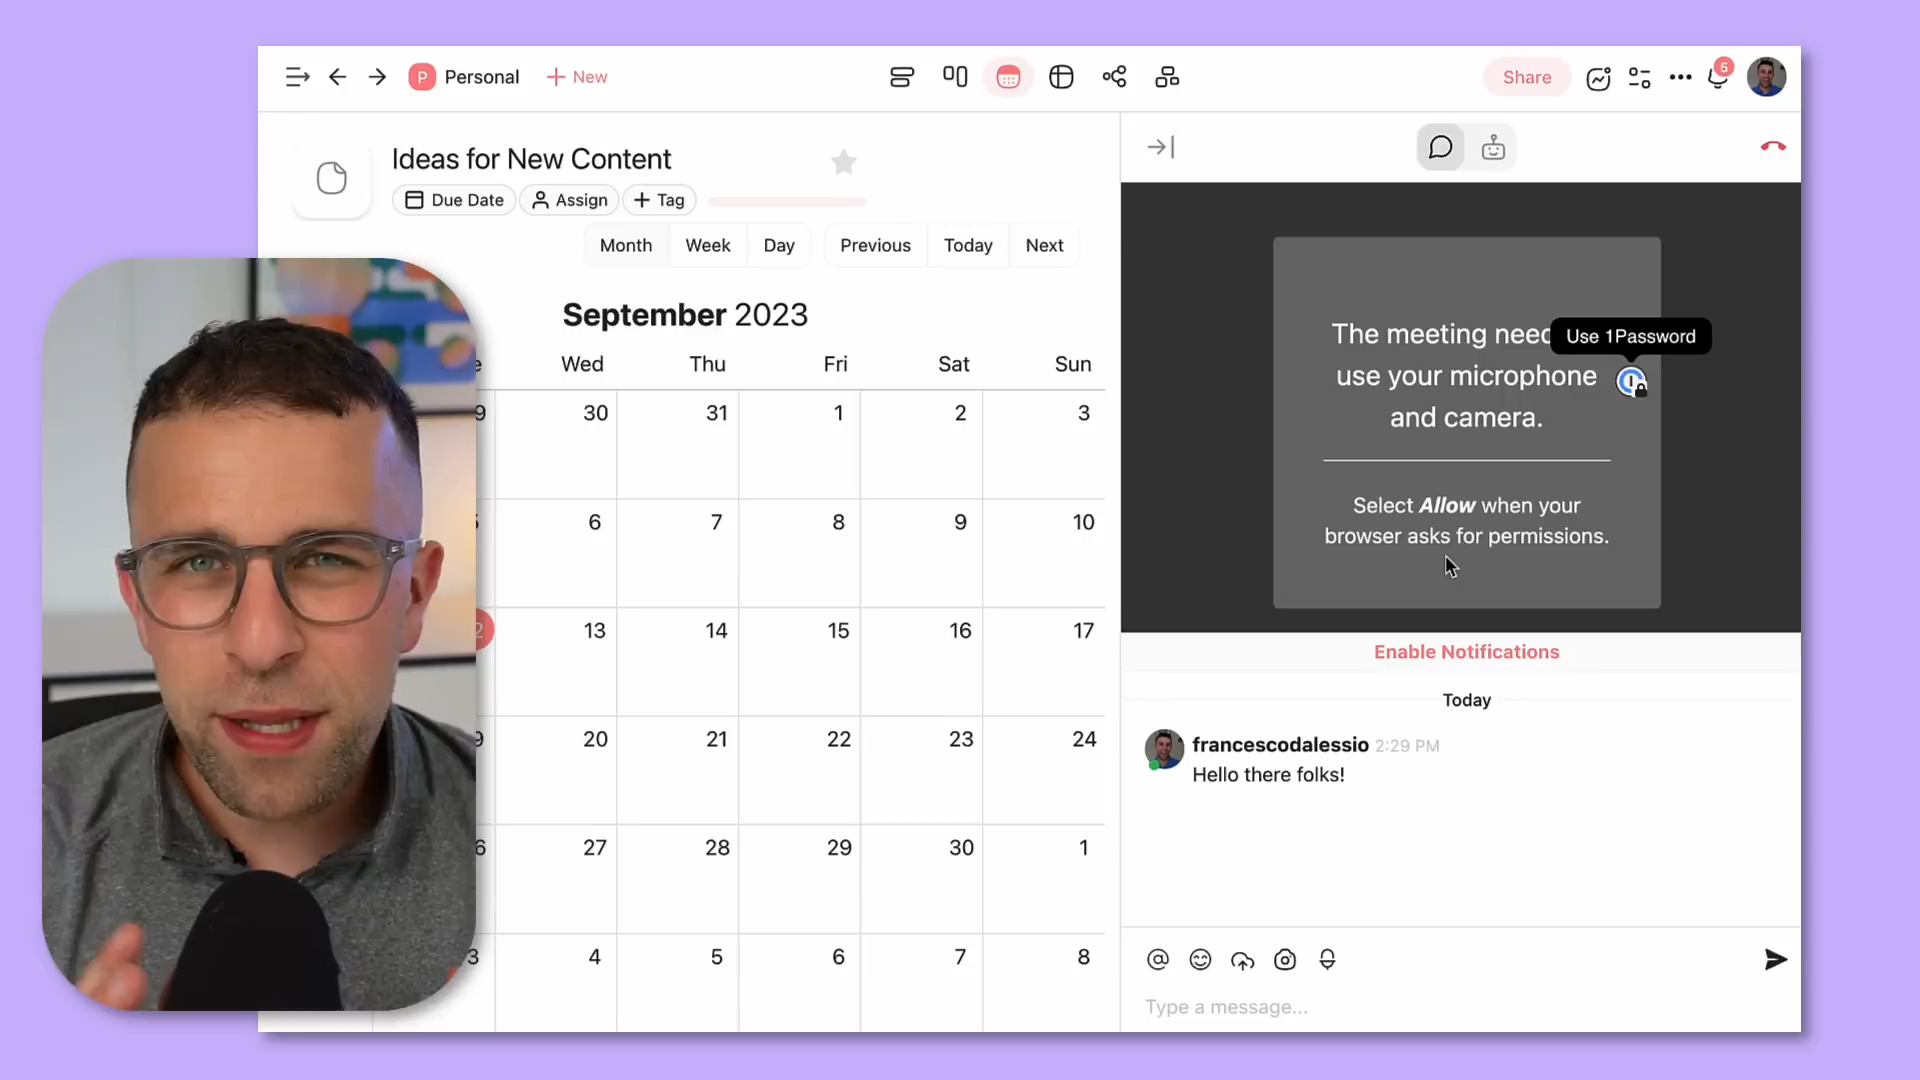 P Personal + New
Share
5
Ideas for New Content
Due Date Assign + Tag
Month Week Day Previous Today Next
September 2023
Wed Thu Fri Sat Sun
30 31 1 2 3
6 7 8 9 10
13 14 15 16 17
20 21 22 23 24
27 28 29 30 1
3 4 5 6 7 8
The meeting
use your microphone
and camera.
Use 1Password
Select Allow when your
browser asks for permissions.
Enable Notifications
Today
francescodalessio 2:29 PM
Hello there folks!
@
Type a message...